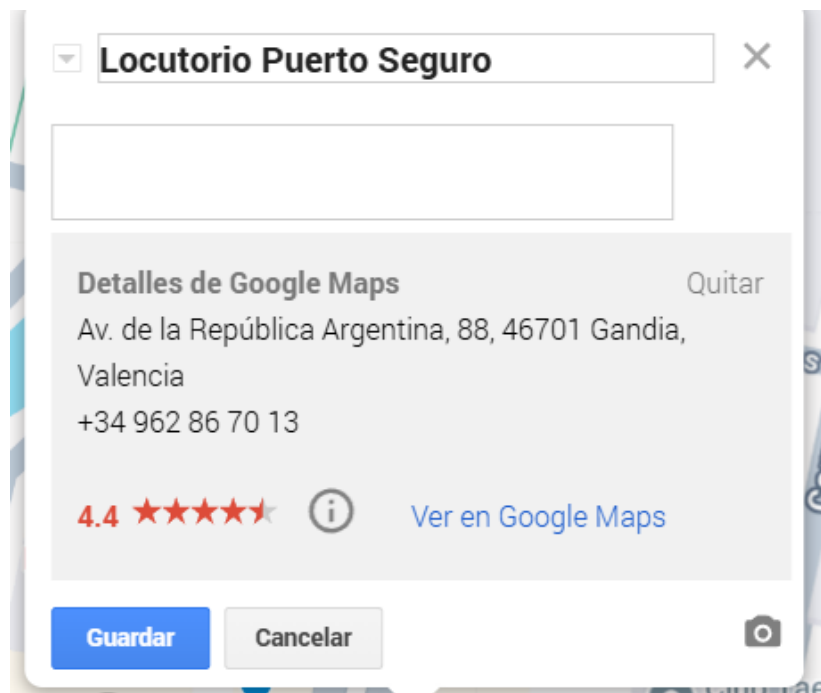 Locutorio Puerto Seguro
Detalles de Google Maps
Quitar
Av. de la República Argentina, 88, 46701 Gandia,
Valencia
+34 962 86 70 13
4.4
Ver en Google Maps
Guardar
Cancelar